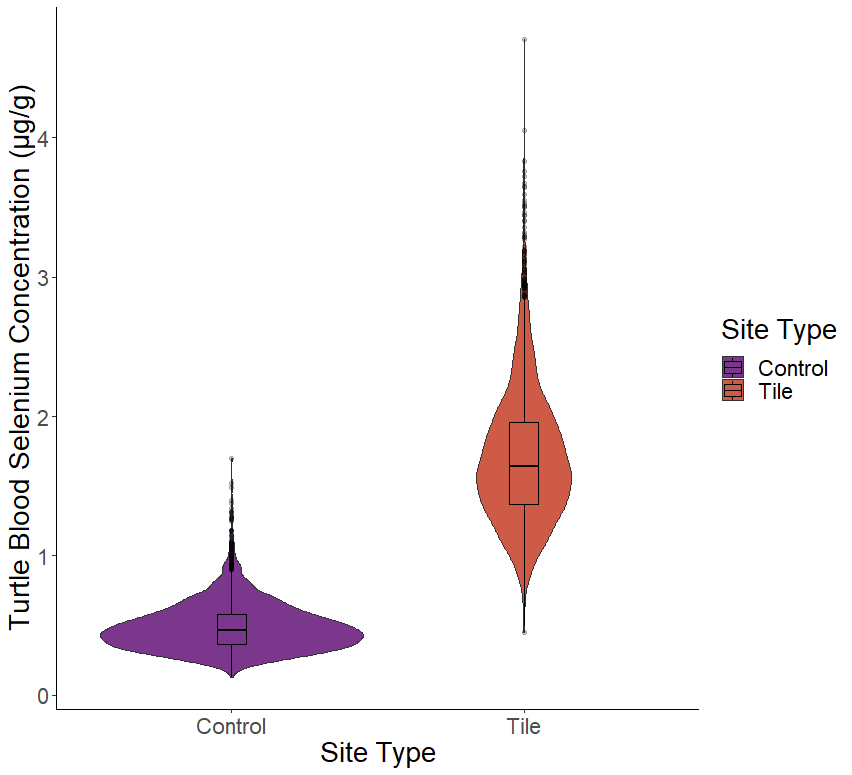 Turtle Blood Selenium Concentration (μg/g)
4
3
2
1
0
Control
Tile
Site Type
Site Type
Control
Tile